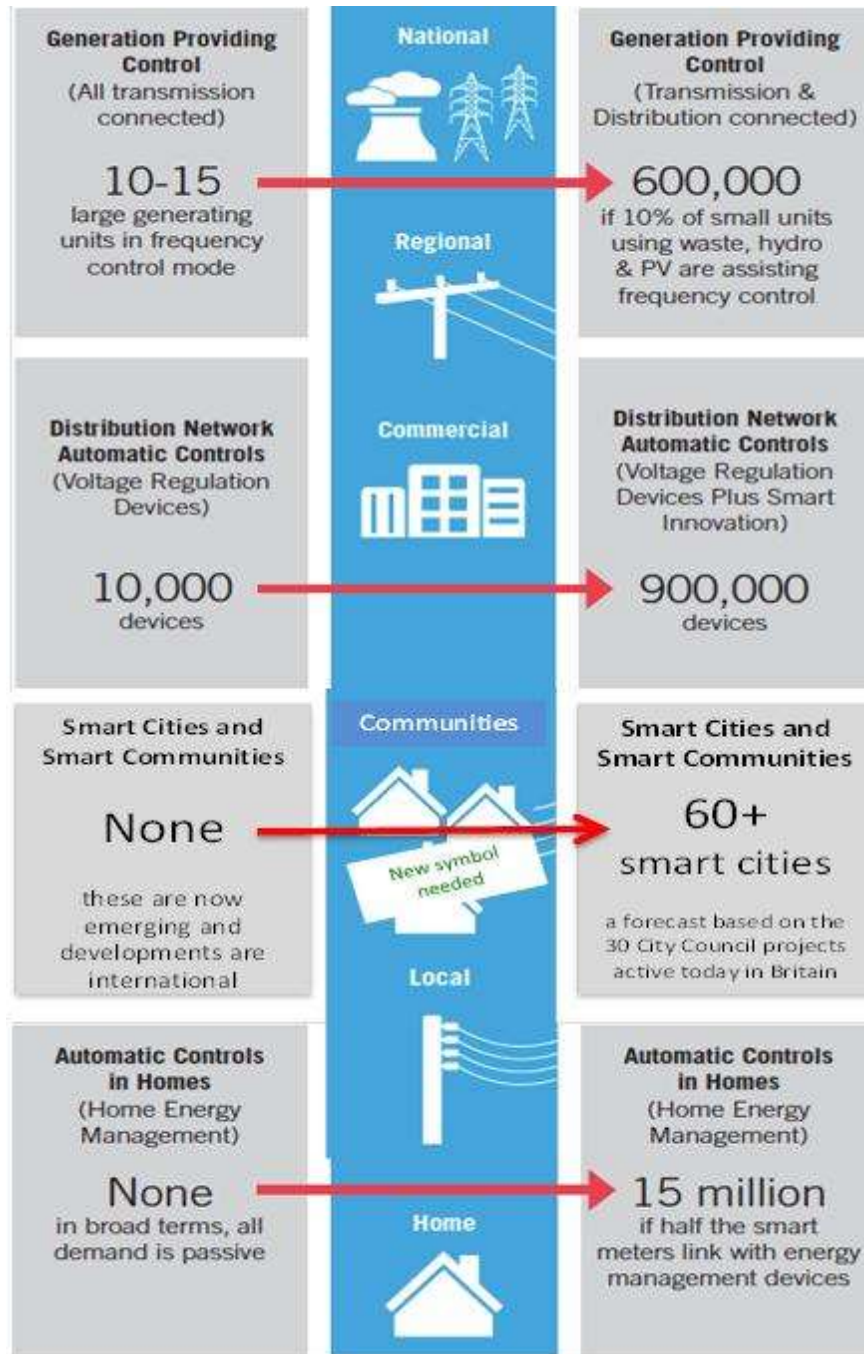 Generation Providing
Control
(All transmission
connected)
10-15
large generating
units in frequency
control mode
National
Regional
Generation Providing
Control
(Transmission &
Distribution connected)
600,000
if 10% of small units
using waste, hydro
& PV are assisting
frequency control
Distribution Network
Automatic Controls
(Voltage Regulation
Devices)
10,000
devices
Commercial
Distribution Network
Automatic Controls
(Voltage Regulation
Devices Plus Smart
Innovation)
900,000
devices
Smart Cities and
Smart Communities
None
these are now
emerging and
developments are
international
Communities
New symbol
needed
Local
Smart Cities and
Smart Communities
60+
smart cities
a forecast based on the
30 City Council projects
active today in Britain
Automatic Controls
in Homes
(Home Energy
Management)
None
in broad terms, all
demand is passive
Home
Automatic Controls
in Homes
(Home Energy
Management)
15 million
if half the smart
meters link with energy
management devices